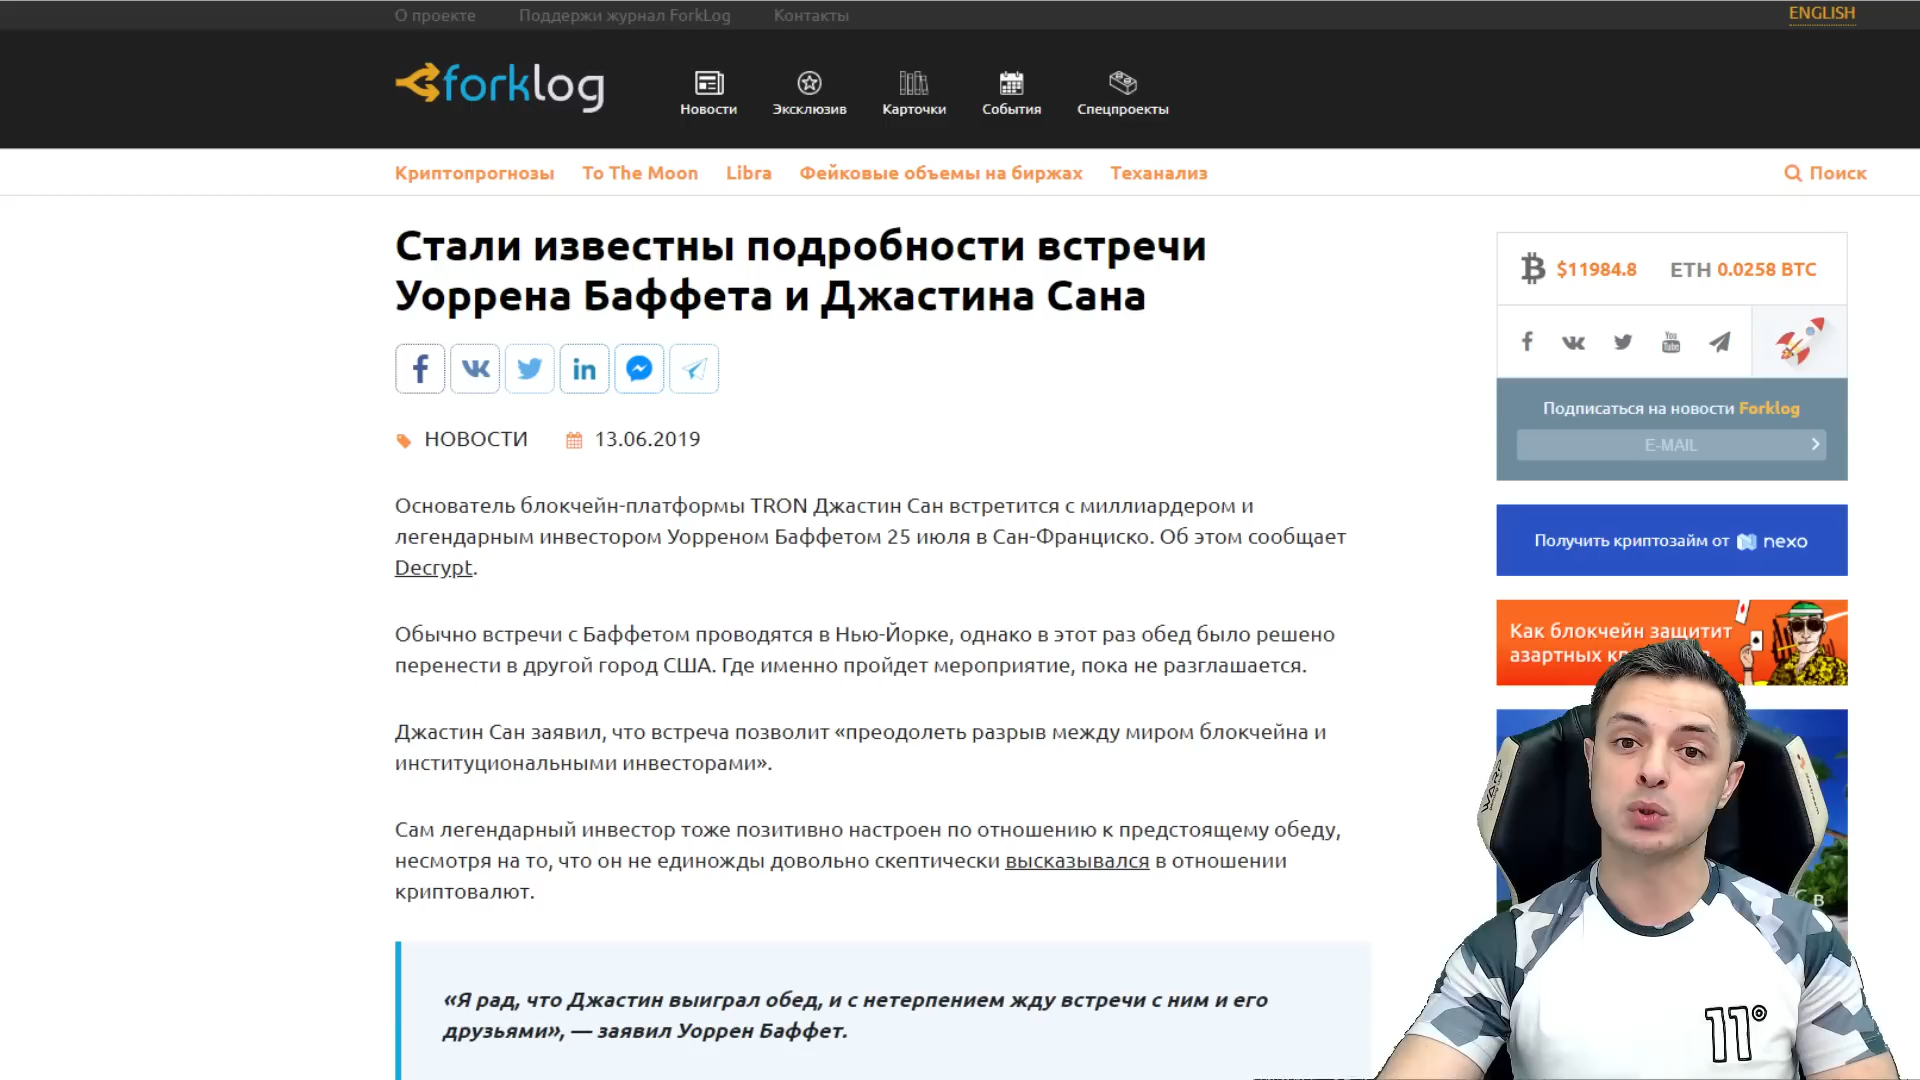 О проекте Поддержи журнал ForkLog Контакты ENGLISH
forklog
Новости Эксклюзив Карточки События Спецпроекты
Криптопрогнозы To The Moon Libra Фейковые объемы на биржах Теханализ Поиск
Стали известны подробности встречи
Уоррена Баффета и Джастина Сана
НОВОСТИ 13.06.2019
Основатель блокчейн-платформы TRON Джастин Сан встретится с миллиардером и
легендарным инвестором Уорреном Баффетом 25 июля в Сан-Франциско. Об этом сообщает
Decrypt.
Обычно встречи с Баффетом проводятся в Нью-Йорке, однако в этот раз обед было решено
перенести в другой город США. Где именно пройдет мероприятие, пока не разглашается.
Джастин Сан заявил, что встреча позволит «преодолеть разрыв между миром блокчейна и
институциональными инвесторами».
Сам легендарный инвестор тоже позитивно настроен по отношению к предстоящему обеду,
несмотря на то, что он не единожды довольно скептически высказывался в отношении
криптовалют.
«Я рад, что Джастин выиграл обед, и с нетерпением жду встречи с ним и его
друзьями», — заявил Уоррен Баффет.
$11984.8 ETH 0.0258 BTC
You
Tube
Подписаться на новости Forklog
E-MAIL
Получить криптозайм от nexo
Как блокчейн защитит
азартных
WARP
в
11°